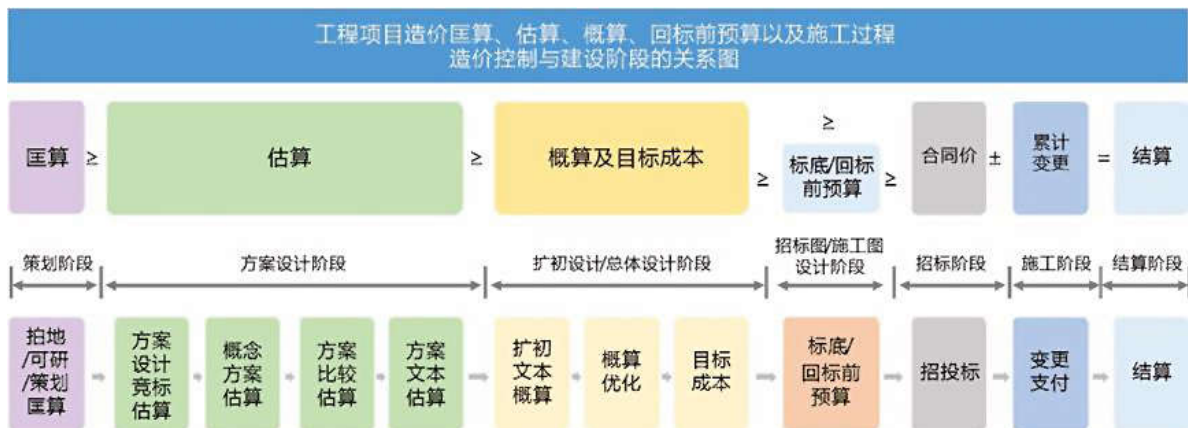 工程项目造价匡算、估算、概算、回标前预算以及施工过程
造价控制与建设阶段的关系图
匡算
≥
估算
≥
概算及目标成本
≥
≥
标底/回标
前预算
≥
合同价
±
累计
变更
=
结算
策划阶段
方案设计阶段
扩初设计/总体设计阶段
招标图/施工图
设计阶段
招标阶段
施工阶段
结算阶段
拍地
/可研
/策划
匡算
方案
设计
竞标
估算
概念
方案
估算
方案
比较
估算
方案
文本
估算
扩初
文本
概算
概算
优化
目标
成本
标底/
回标前
预算
招投标
变更
支付
结算